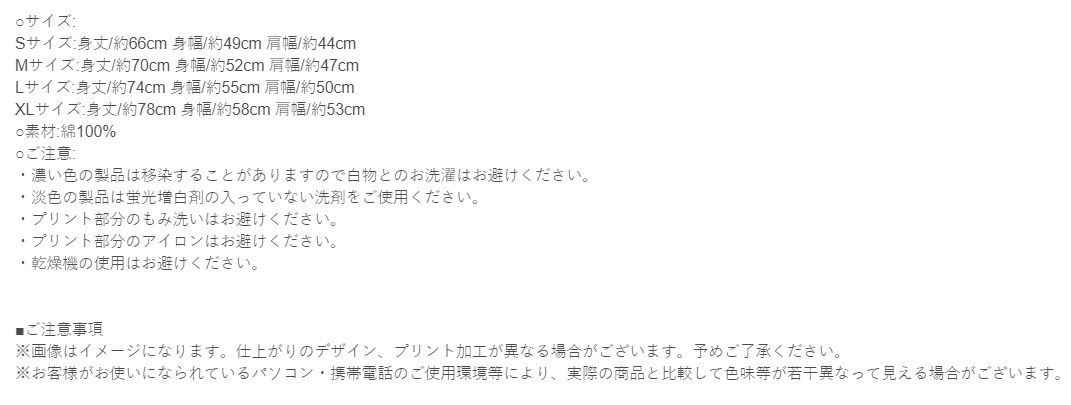 ○サイズ:
Sサイズ:身丈/約66cm 身幅/約49cm 肩幅/約44cm
Mサイズ:身丈/約70cm 身幅/約52cm 肩幅/約47cm
Lサイズ:身丈/約74cm 身幅/約55cm 肩幅/約50cm
XLサイズ:身丈/約78cm 身幅/約58cm 肩幅/約53cm
○素材:綿100%
○ご注意:
・濃い色の製品は移染することがありますので白物とのお洗濯はお避けください。
・淡色の製品は蛍光増白剤の入っていない洗剤をご使用ください。
・プリント部分のもみ洗いはお避けください。
・プリント部分のアイロンはお避けください。
・乾燥機の使用はお避けください。
■ご注意事項
※画像はイメージになります。仕上がりのデザイン、プリント加工が異なる場合がございます。予めご了承ください。
※お客様がお使いになられているパソコン・携帯電話のご使用環境等により、実際の商品と比較して色味等が若干異なって見える場合がございます。